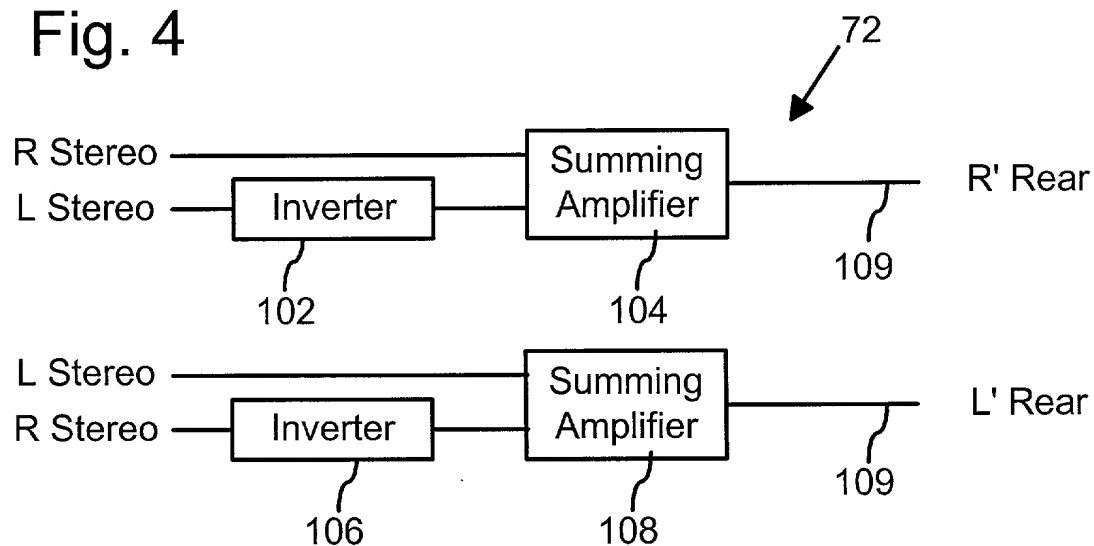 Fig. 4
72
R Stereo
L Stereo
Inverter
Summing
Amplifier
R' Rear
102
104
109
L Stereo
R Stereo
Inverter
Summing
Amplifier
L' Rear
106
108
109